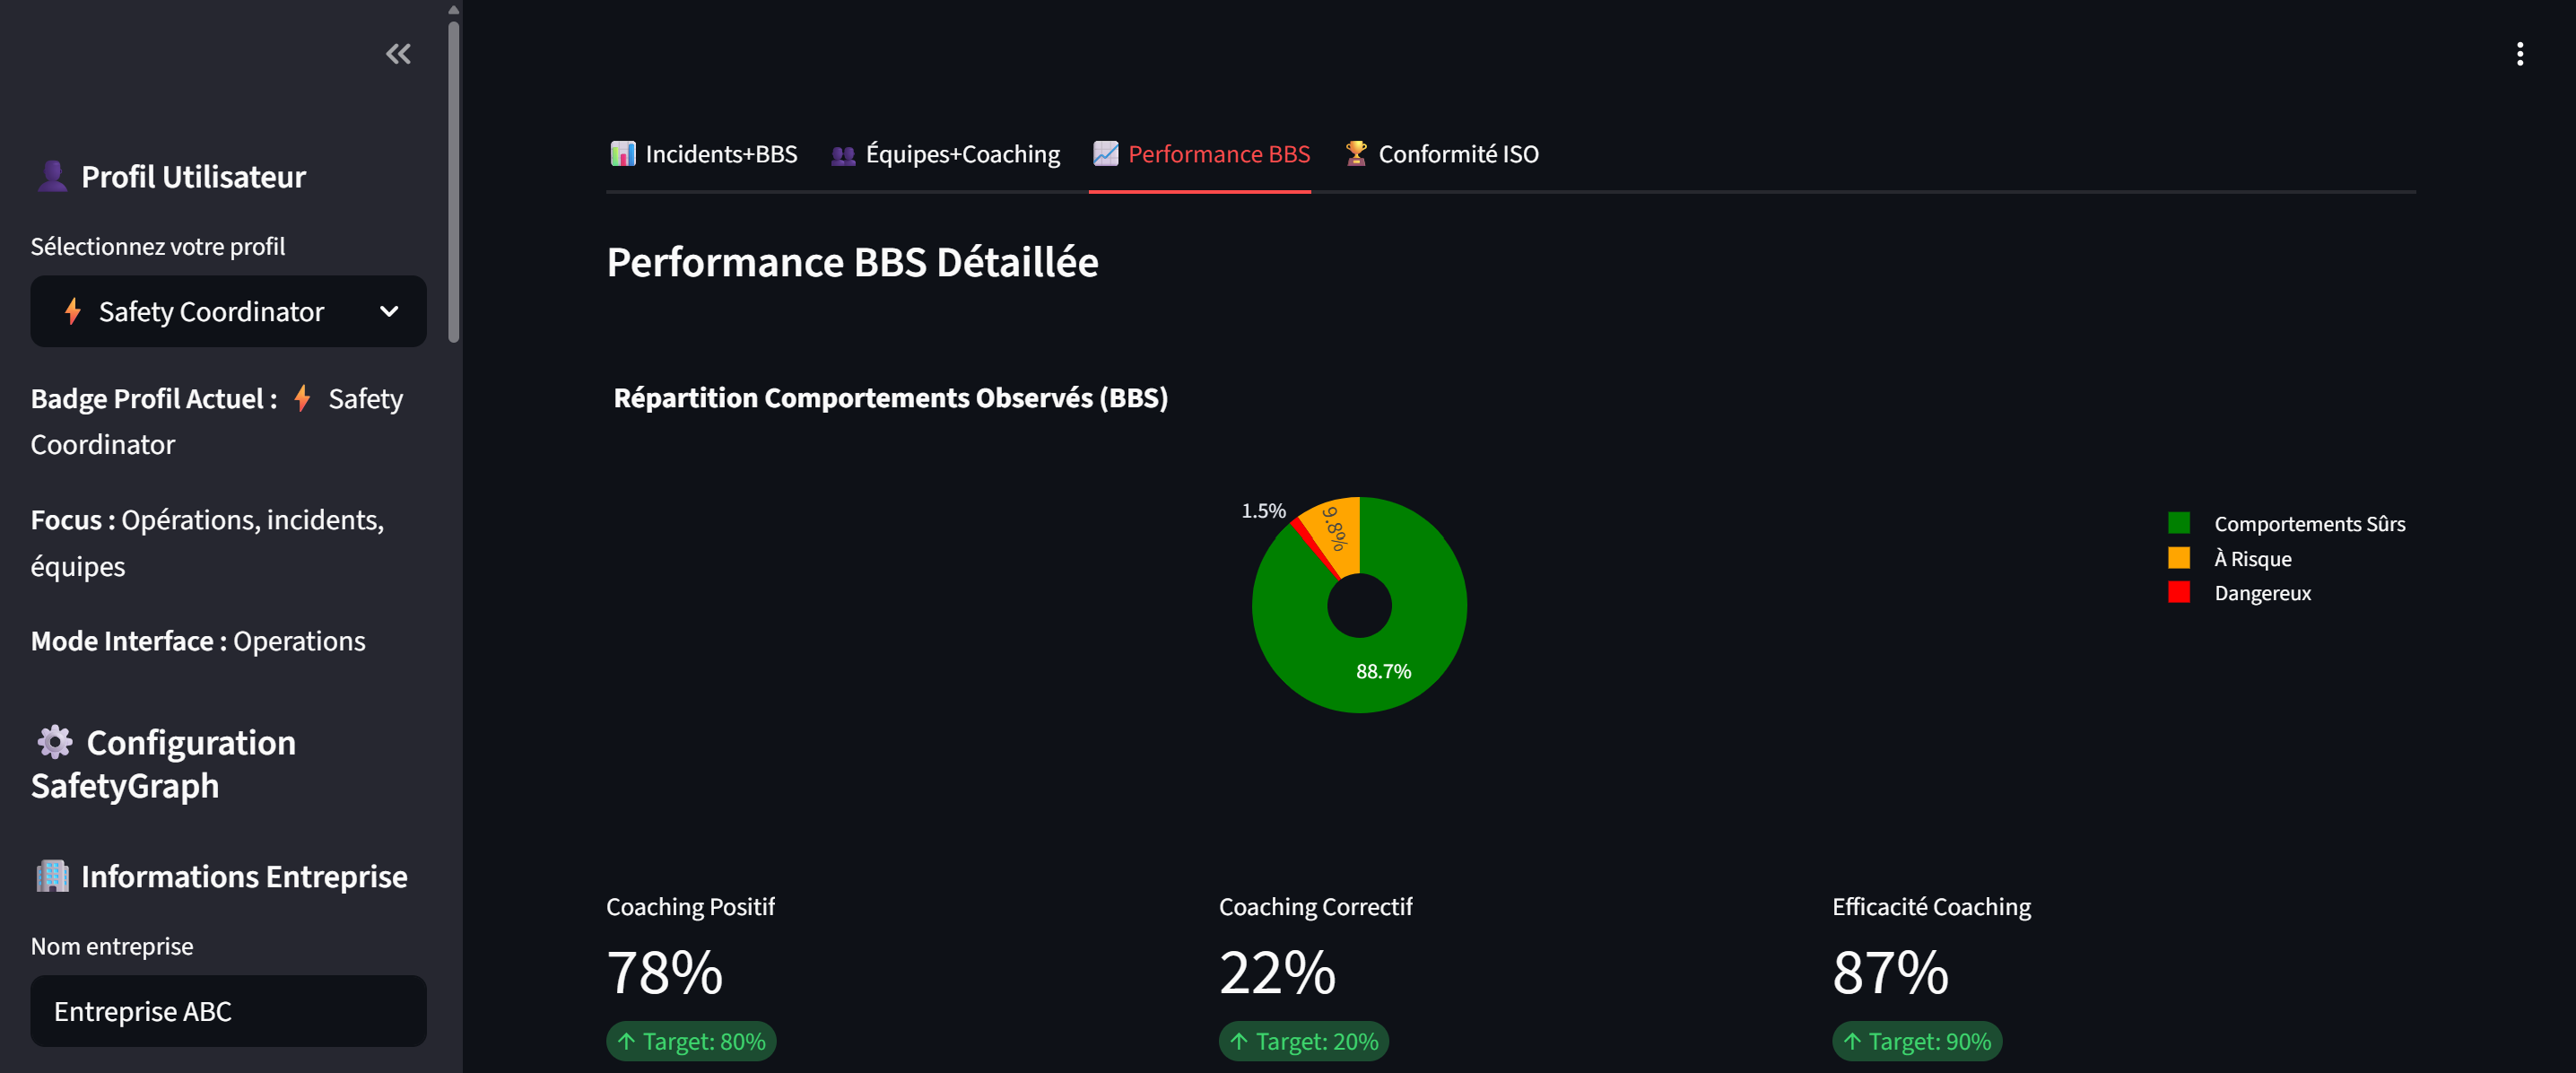 Profil Utilisateur
Sélectionnez votre profil
Safety Coordinator
Badge Profil Actuel : Safety
Coordinator
Focus : Opérations, incidents,
équipes
Mode Interface : Operations
Configuration
SafetyGraph
Informations Entreprise
Nom entreprise
Entreprise ABC
Incidents+BBS Équipes+Coaching Performance BBS Conformité ISO
Performance BBS Détaillée
Répartition Comportements Observés (BBS)
1.5%
9.8%
88.7%
Comportements Sûrs
À Risque
Dangereux
Coaching Positif
78%
↑ Target: 80%
Coaching Correctif
22%
↑ Target: 20%
Efficacité Coaching
87%
↑ Target: 90%